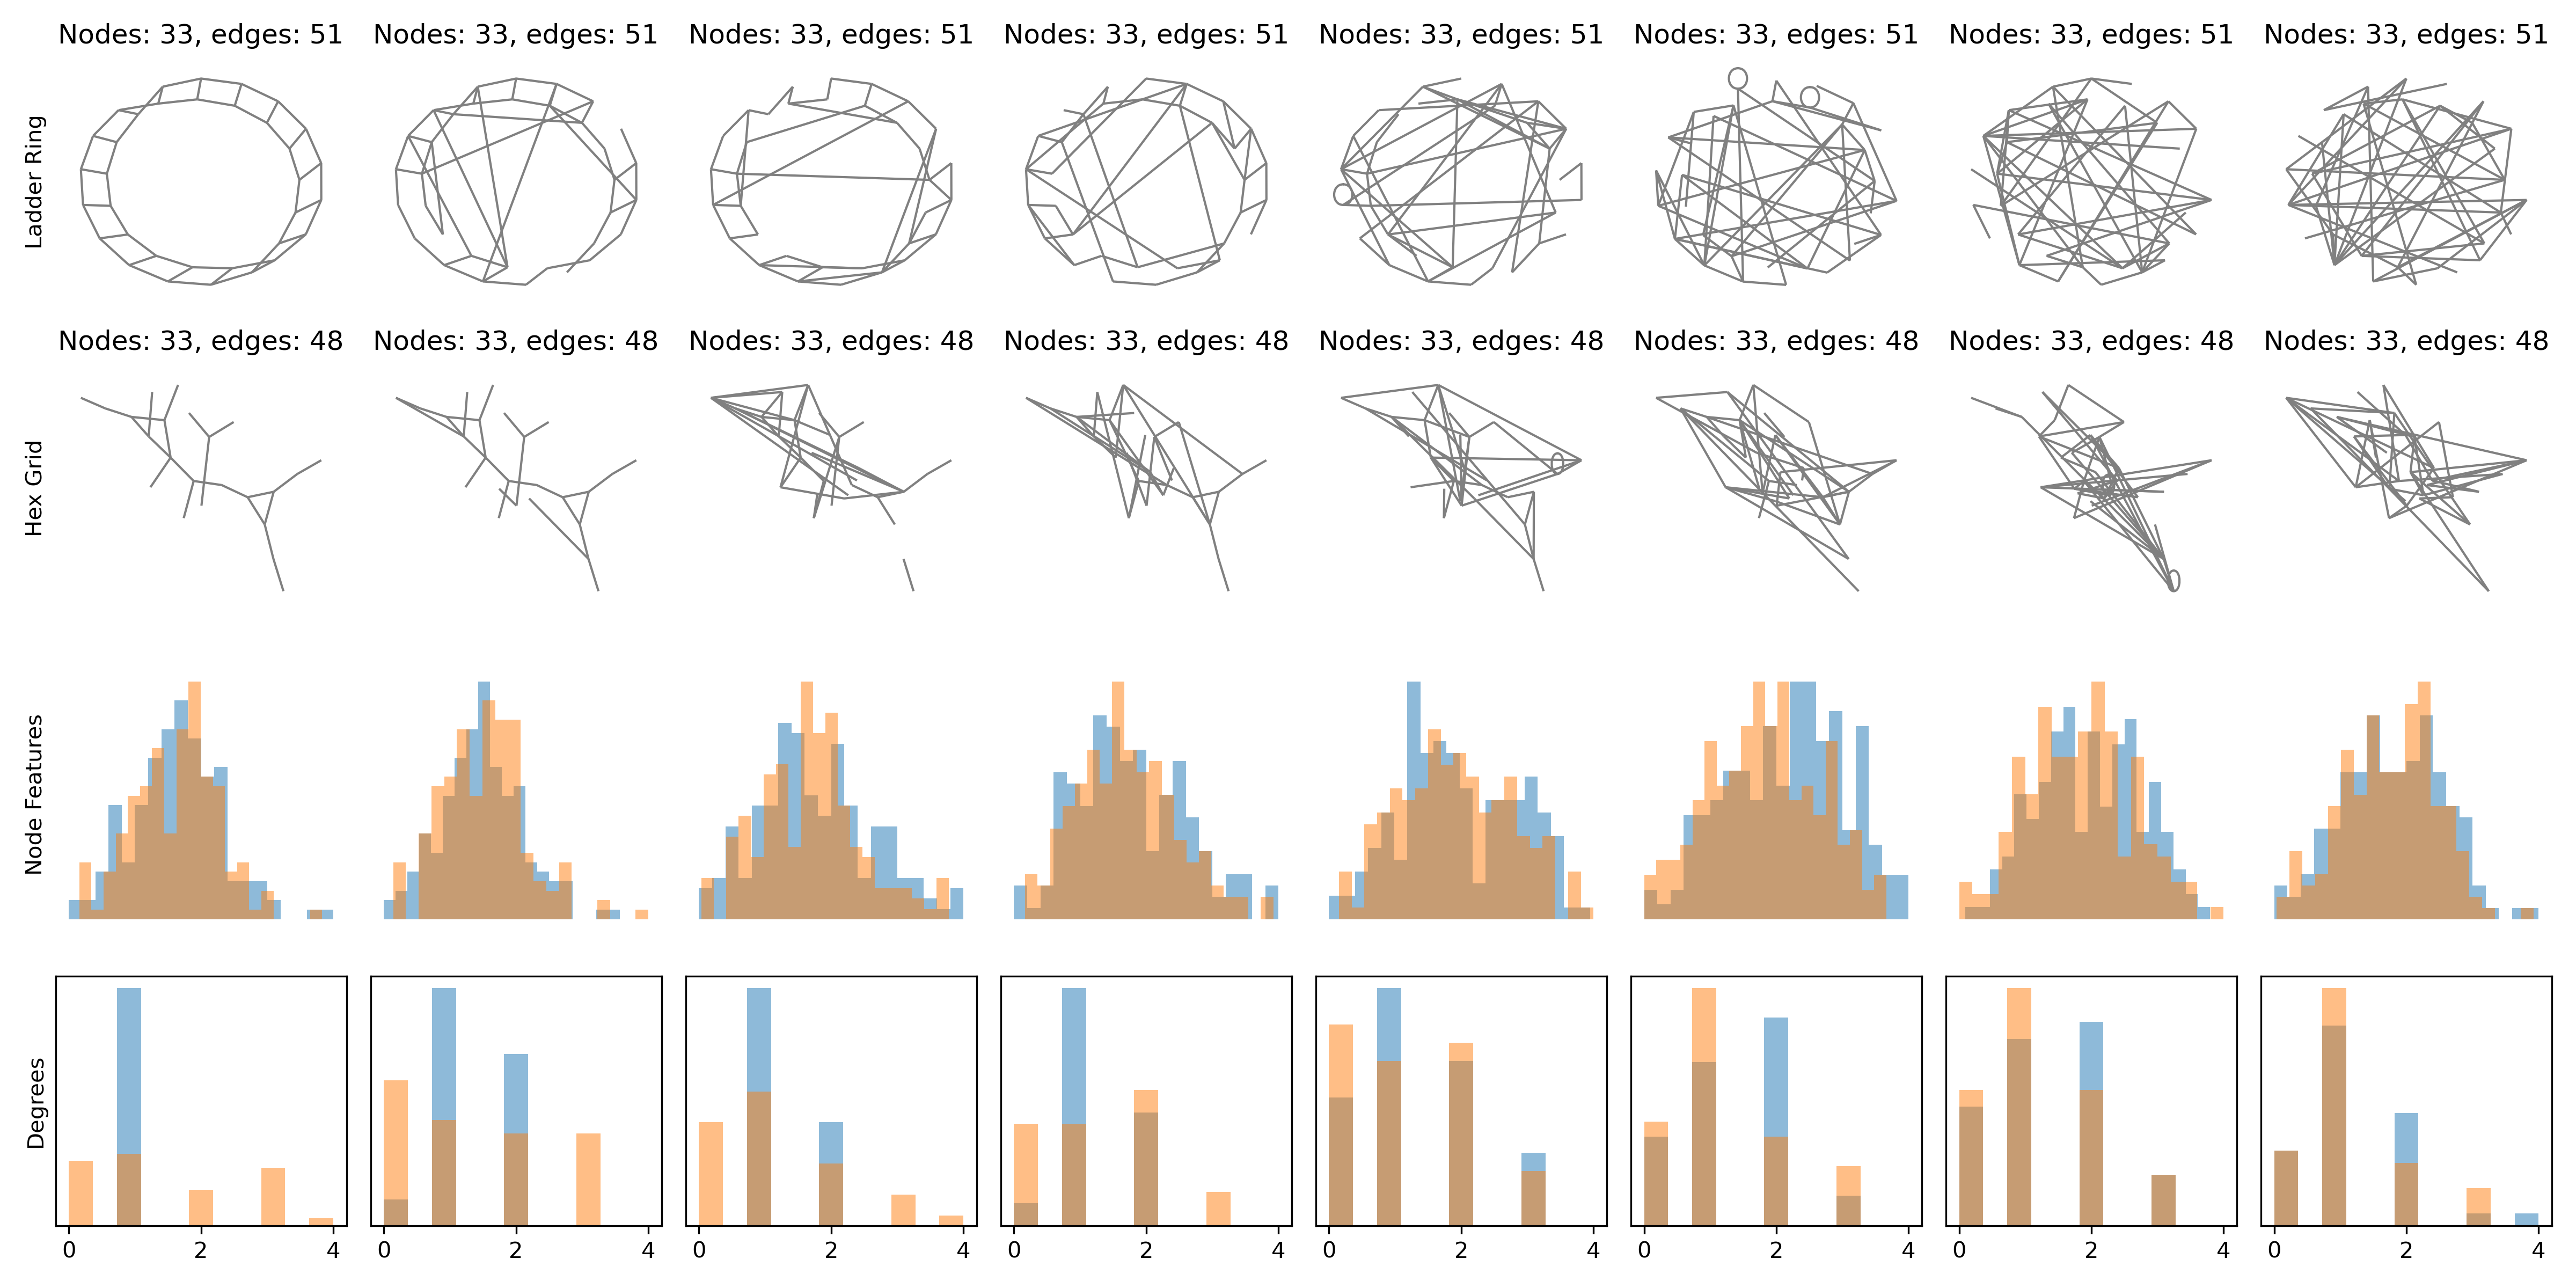 Nodes: 33, edges: 51 Nodes: 33, edges: 51 Nodes: 33, edges: 51 Nodes: 33, edges: 51 Nodes: 33, edges: 51 Nodes: 33, edges: 51 Nodes: 33, edges: 51 Nodes: 33, edges: 51
Ladder Ring
Nodes: 33, edges: 48 Nodes: 33, edges: 48 Nodes: 33, edges: 48 Nodes: 33, edges: 48 Nodes: 33, edges: 48 Nodes: 33, edges: 48 Nodes: 33, edges: 48 Nodes: 33, edges: 48
Hex Grid
Node Features
Degrees
0 2 4 0 2 4 0 2 4 0 2 4 0 2 4 0 2 4 0 2 4 0 2 4